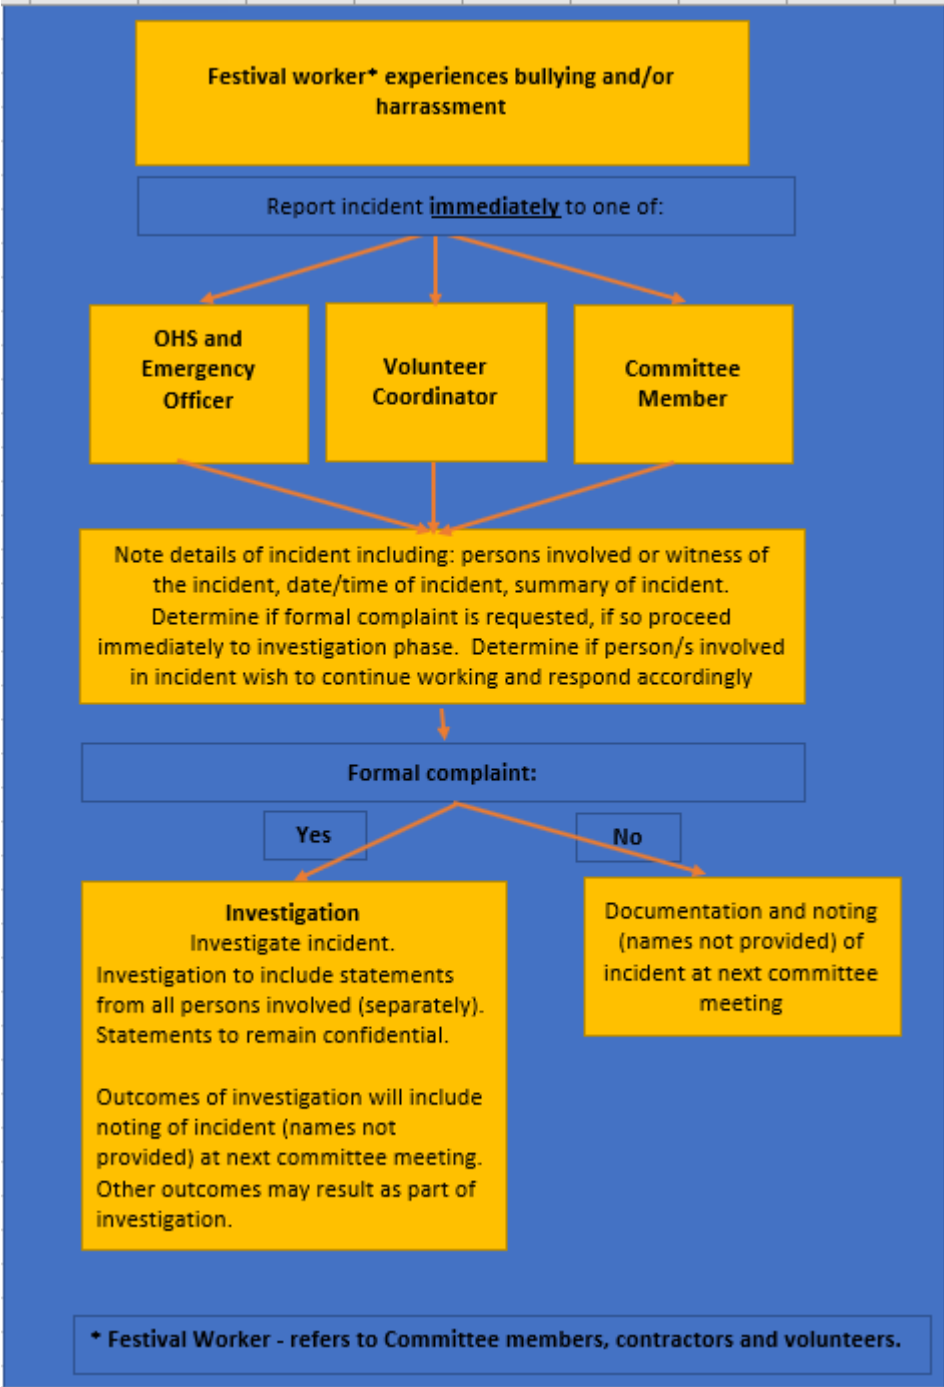 Festival worker* experiences bullying and/or
harrassment
Report incident immediately to one of:
OHS and
Emergency
Officer
Volunteer
Coordinator
Committee
Member
Note details of incident including: persons involved or witness of
the incident, date/time of incident, summary of incident.
Determine if formal complaint is requested, if so proceed
immediately to investigation phase.  Determine if person/s involved
in incident wish to continue working and respond accordingly
Formal complaint:
Yes
No
Investigation
Investigate incident.
Investigation to include statements
from all persons involved (separately).
Statements to remain confidential.
Outcomes of investigation will include
noting of incident (names not
provided) at next committee meeting.
Other outcomes may result as part of
investigation.
Documentation and noting
(names not provided) of
incident at next committee
meeting
* Festival Worker - refers to Committee members, contractors and volunteers.